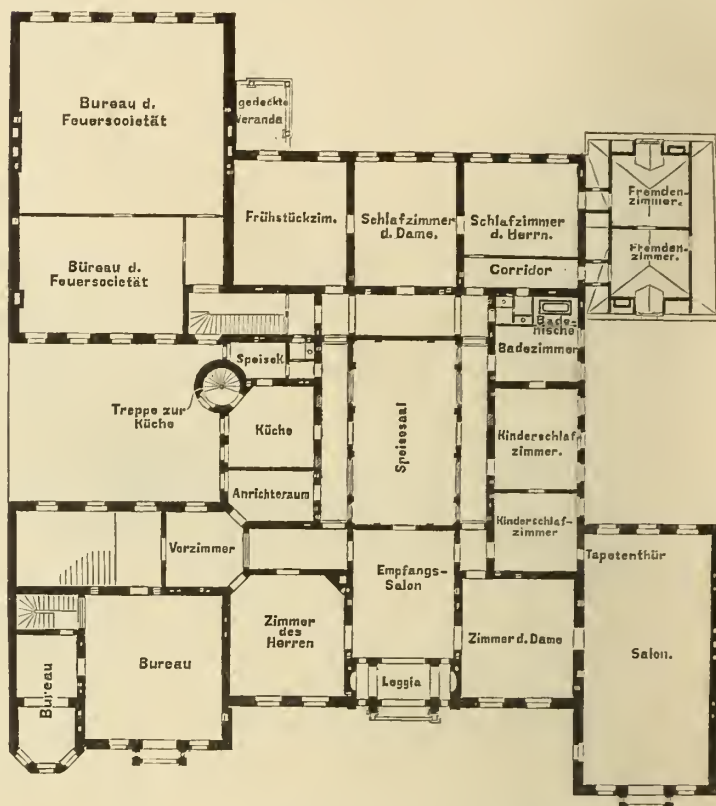 Bureau d.
Feuersocietät
gedeckte
Veranda
Frühstückzim.
Schlafzimmer
d. Dame.
Schlafzimmer
d. Herrn.
Fremden-
zimmer.
Fremden-
zimmer.
Corridor
Büreau d.
Feuersocietät
Bade-
nische
Badezimmer
Speisek.
Treppe zur
Küche
Küche
Speisesaal
Kinderschlaf-
zimmer.
Anrichteraum
Kinderschlaf-
zimmer
Vorzimmer
Tapetenthür
Empfangs-
Salon
Zimmer
des
Herren
Zimmer d. Dame
Salon.
Bureau
Bureau
Loggia